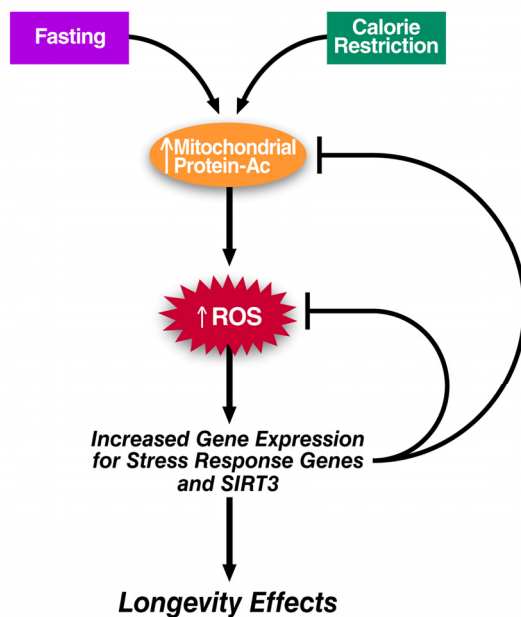 Fasting
Calorie
Restriction
↑Mitochondrial
Protein-Ac
↑ROS
Increased Gene Expression
for Stress Response Genes
and SIRT3
Longevity Effects